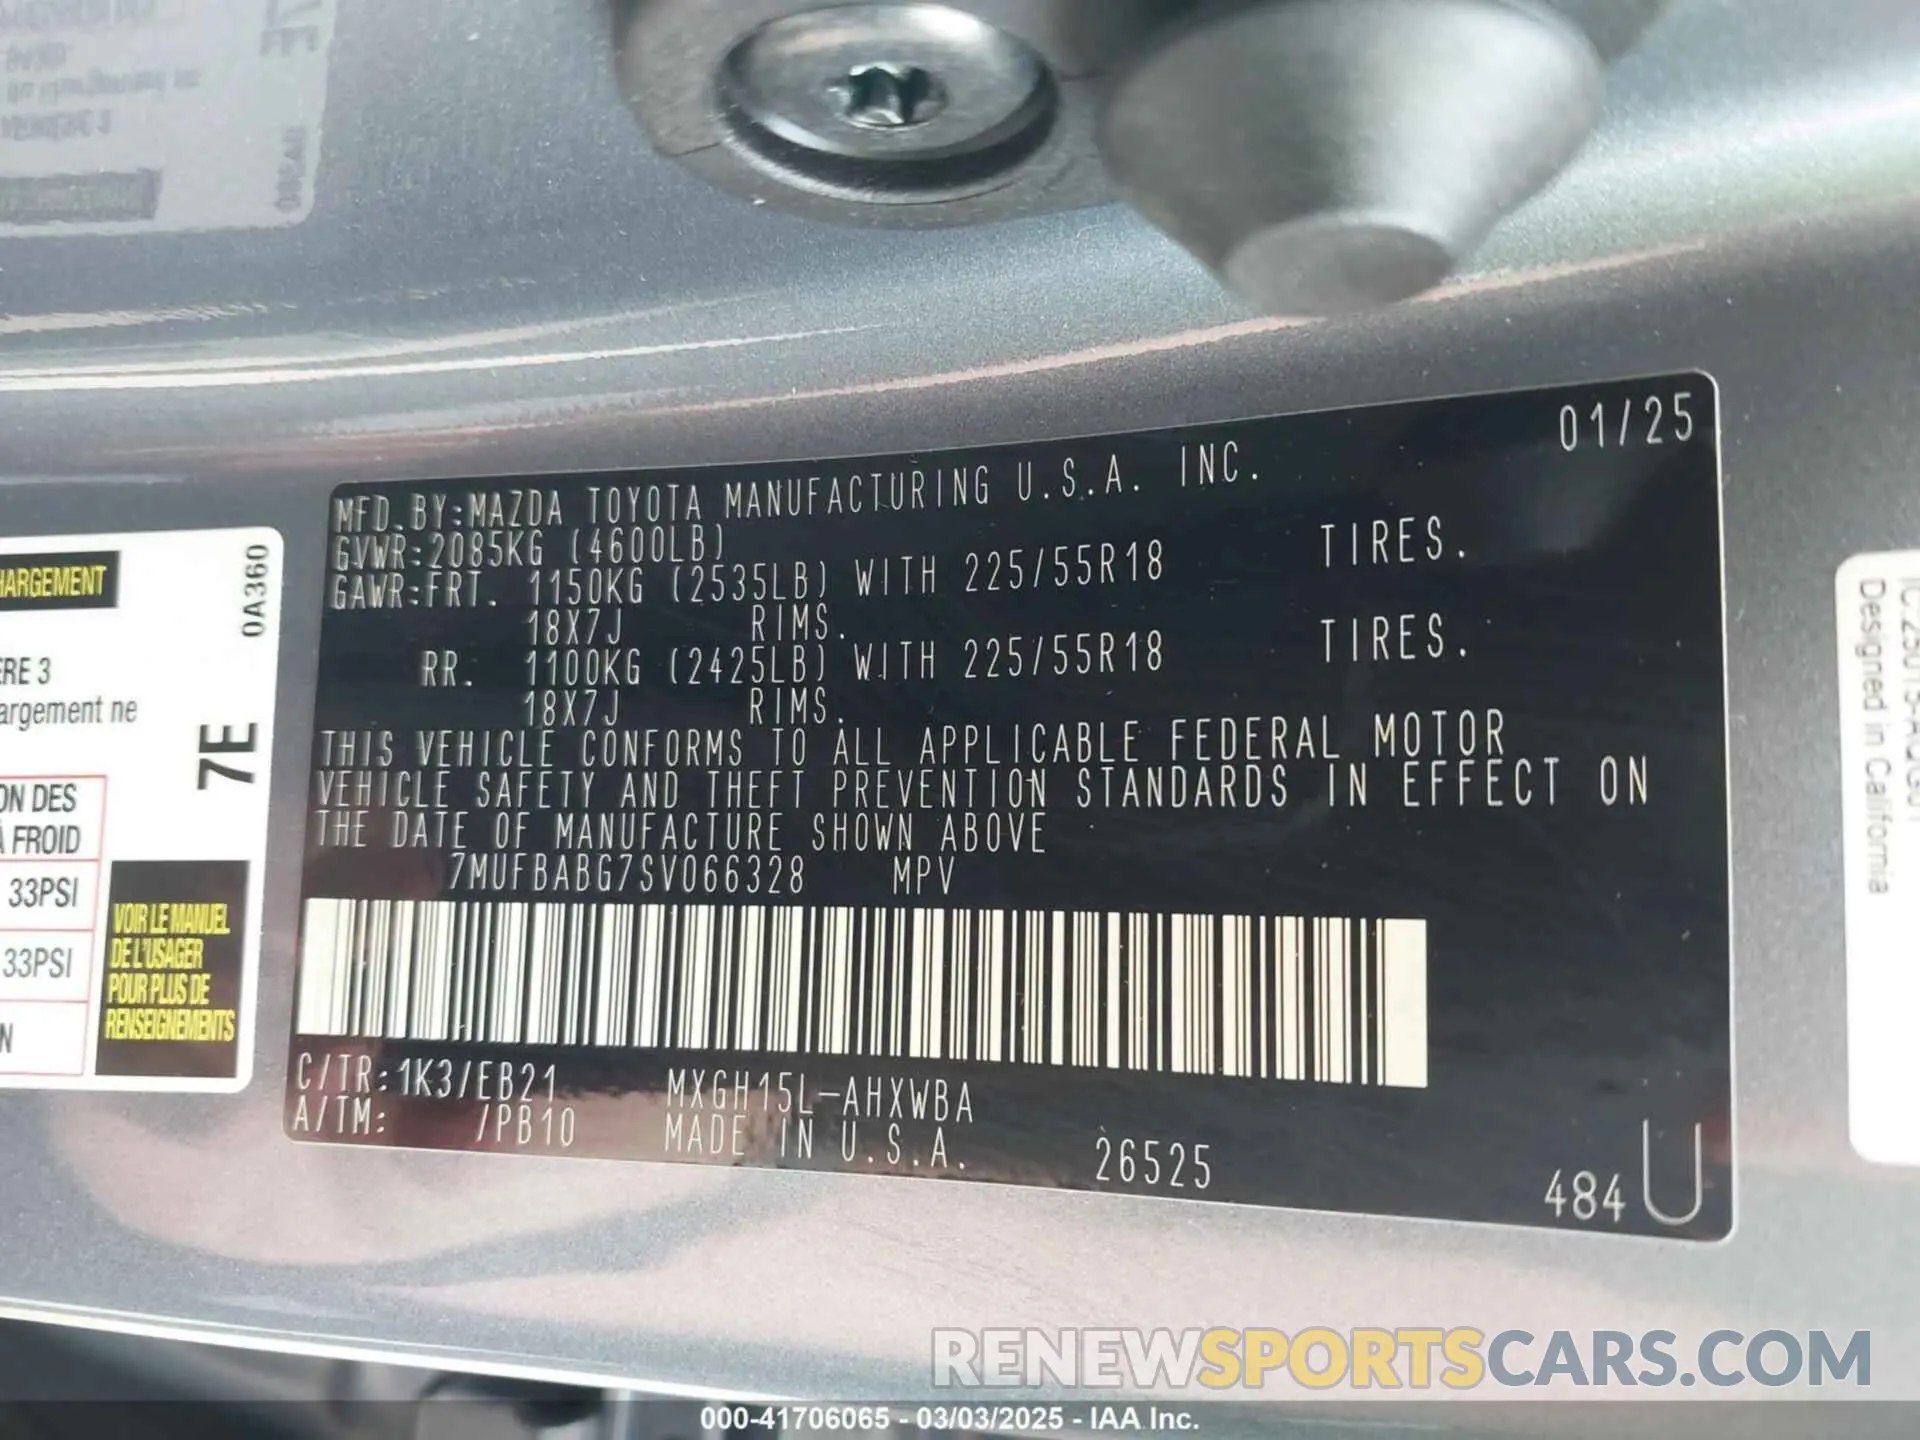 01/25
MFD.BY:MAZDA TOYOTA MANUFACTURING U.S.A. INC.
GVWR:2085KG (4600LB)
GAWR:FRT. 1150KG (2535LB) WITH 225/55R18 TIRES.
18X7J RIMS.
RR. 1100KG (2425LB) WITH 225/55R18 TIRES.
18X7J RIMS.
THIS VEHICLE CONFORMS TO ALL APPLICABLE FEDERAL MOTOR
VEHICLE SAFETY AND THEFT PREVENTION STANDARDS IN EFFECT ON
THE DATE OF MANUFACTURE SHOWN ABOVE
7MUFBABG7SV066328 MPV
C/TR:1K3/EB21 MXGH15L-AHXWBA
A/TM: /PB10 MADE IN U.S.A. 26525
484 U
HARGEMENT
0A360
ÈRE 3
argement ne
7E
ON DES
À FROID
33PSI
33PSI
N
VOIR LE MANUEL
DE L'USAGER
POUR PLUS DE
RENSEIGNEMENTS
Designed in California
RENEWSPORTSCARS.COM
000-41706065 - 03/03/2025 - IAA Inc.